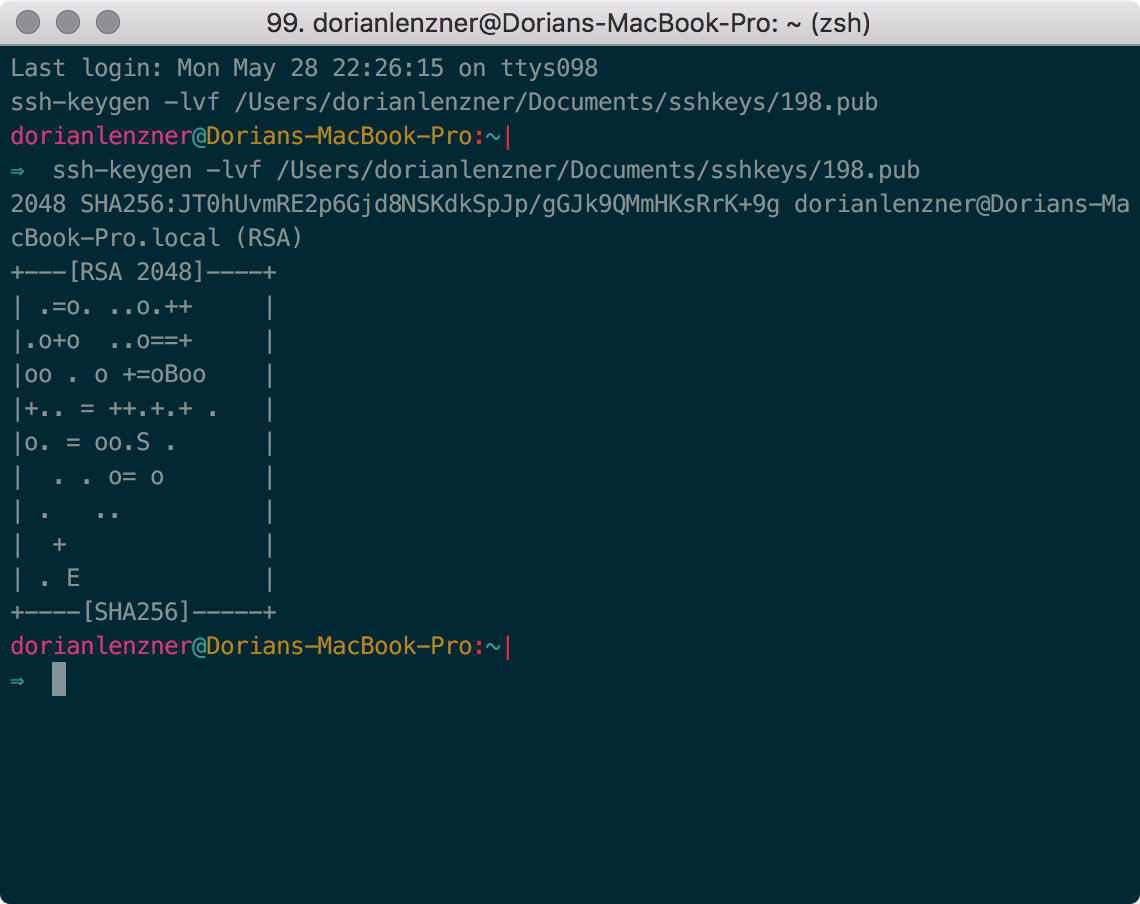 99. dorianlenzner@Dorians-MacBook-Pro: ~ (zsh)
Last login: Mon May 28 22:26:15 on ttys098
ssh-keygen -lvf /Users/dorianlenzner/Documents/sshkeys/198.pub
dorianlenzner@Dorians-MacBook-Pro:~|
⇒  ssh-keygen -lvf /Users/dorianlenzner/Documents/sshkeys/198.pub
2048 SHA256:JT0hUvmRE2p6Gjd8NSKdkSpJp/gGJk9QMmHKsRrK+9g dorianlenzner@Dorians-Ma
cBook-Pro.local (RSA)
+---[RSA 2048]----+
| .=o. ..o.++     |
|.o+o  ..o==+     |
|oo . o +=oBoo    |
|+.. = ++.+.+ .   |
|o. = oo.S .      |
|  . . o= o       |
| .   ..          |
|  +              |
| . E             |
+----[SHA256]-----+
dorianlenzner@Dorians-MacBook-Pro:~|
⇒